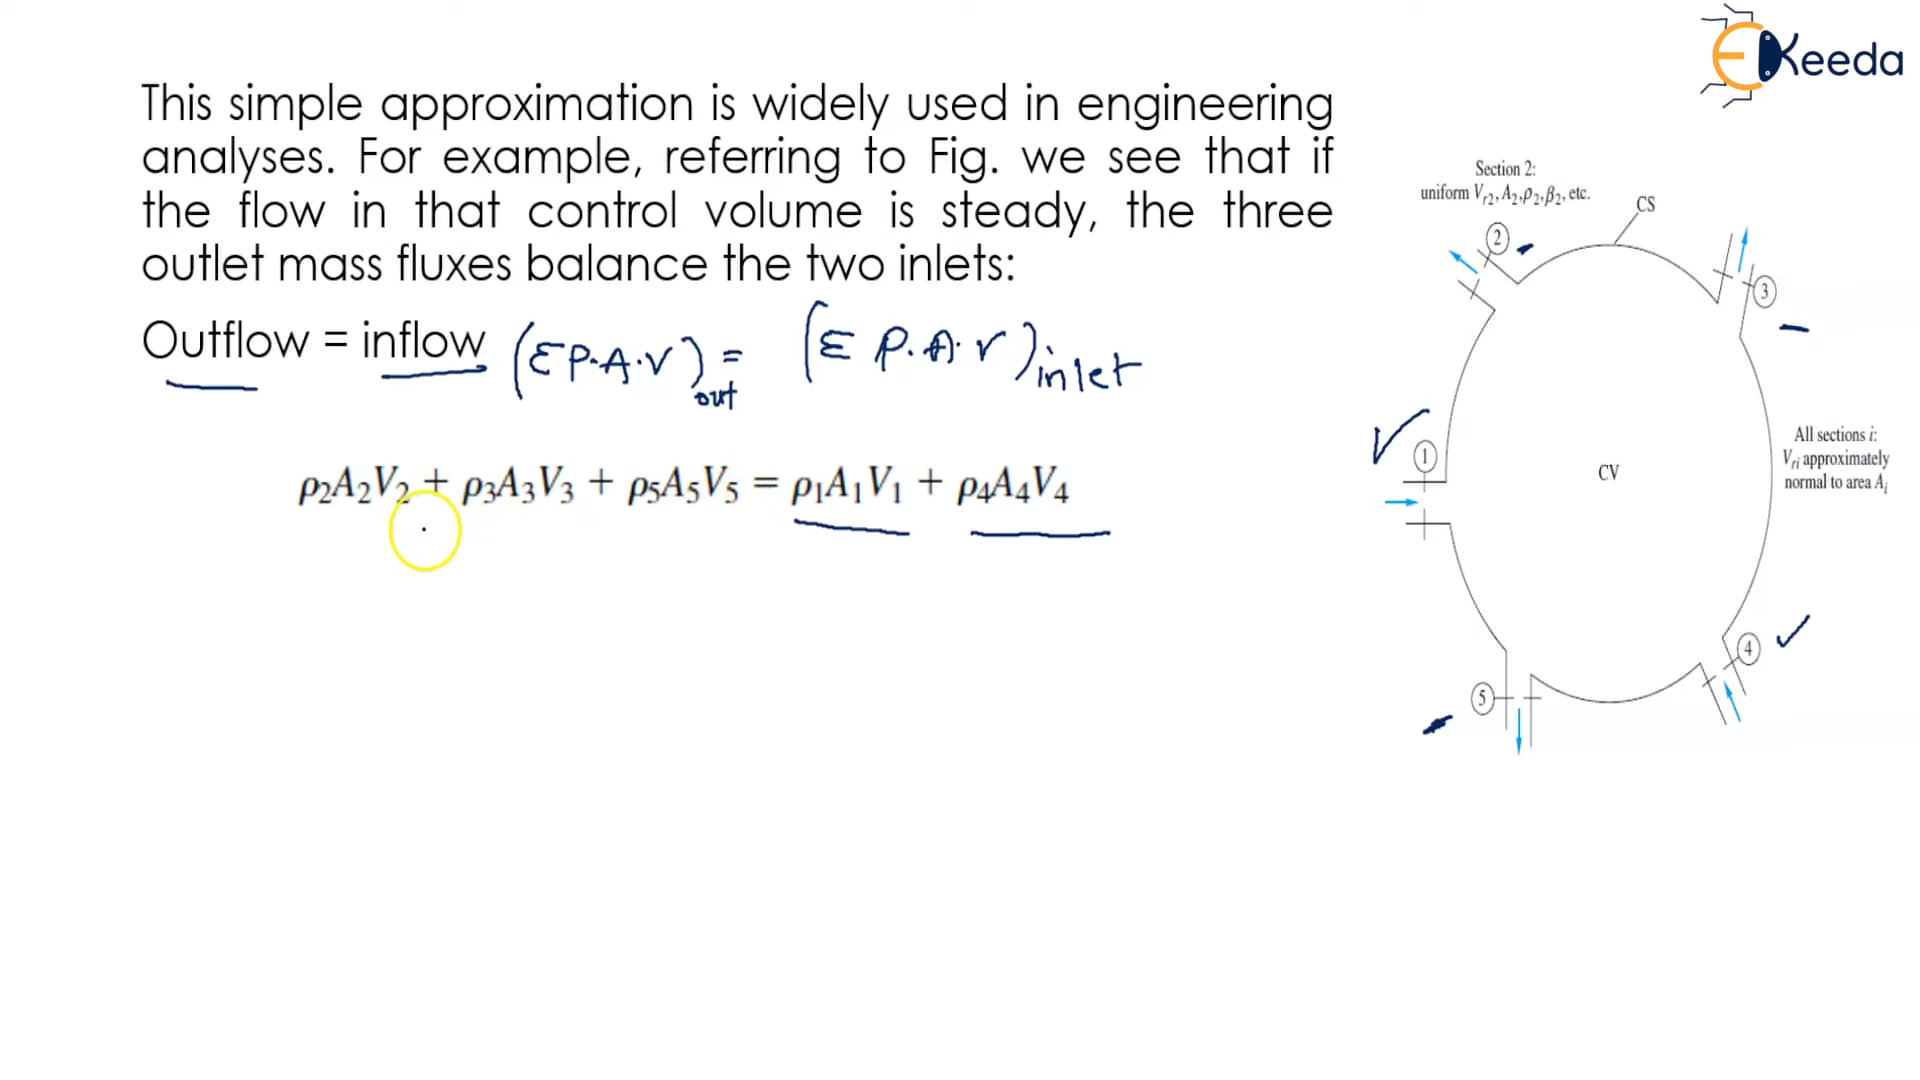 EKeeda
This simple approximation is widely used in engineering
analyses. For example, referring to Fig. we see that if
the flow in that control volume is steady, the three
outlet mass fluxes balance the two inlets:
Outflow = inflow (Σ ρ·A·V)out = (Σ ρ·A·V)inlet
ρ₂A₂V₂ + ρ₃A₃V₃ + ρ₅A₅V₅ = ρ₁A₁V₁ + ρ₄A₄V₄
Section 2:
uniform Vr2, A2, ρ2, β2, etc.
CS
2
3
1
CV
All sections i:
Vri approximately
normal to area Ai
4
5